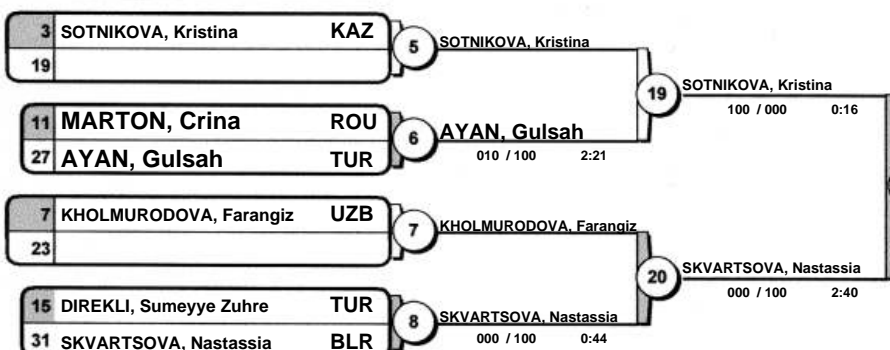 3 SOTNIKOVA, Kristina KAZ
19
5
SOTNIKOVA, Kristina
11 MARTON, Crina ROU
27 AYAN, Gulsah TUR
6
AYAN, Gulsah
010 / 100 2:21
19
SOTNIKOVA, Kristina
100 / 000 0:16
7 KHOLMURODOVA, Farangiz UZB
23
7
KHOLMURODOVA, Farangiz
15 DIREKLI, Sumeyye Zuhre TUR
31 SKVARTSOVA, Nastassia BLR
8
SKVARTSOVA, Nastassia
000 / 100 0:44
20
SKVARTSOVA, Nastassia
000 / 100 2:40